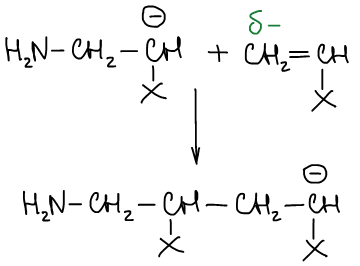 ⊖ δ−
H₂N−CH₂−CH + CH₂=CH
X X
⊖
H₂N−CH₂−CH−CH₂−CH
X X